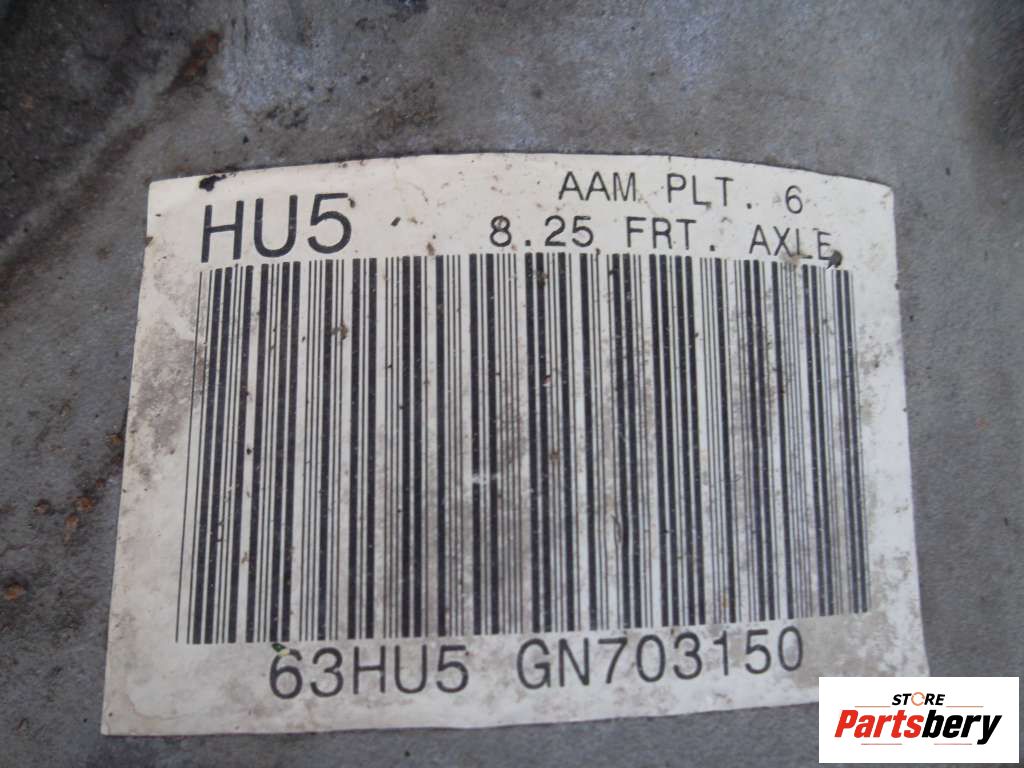 AAM PLT. 6
HU5 8.25 FRT. AXLE
63HU5 GN703150
STORE
Partsbery